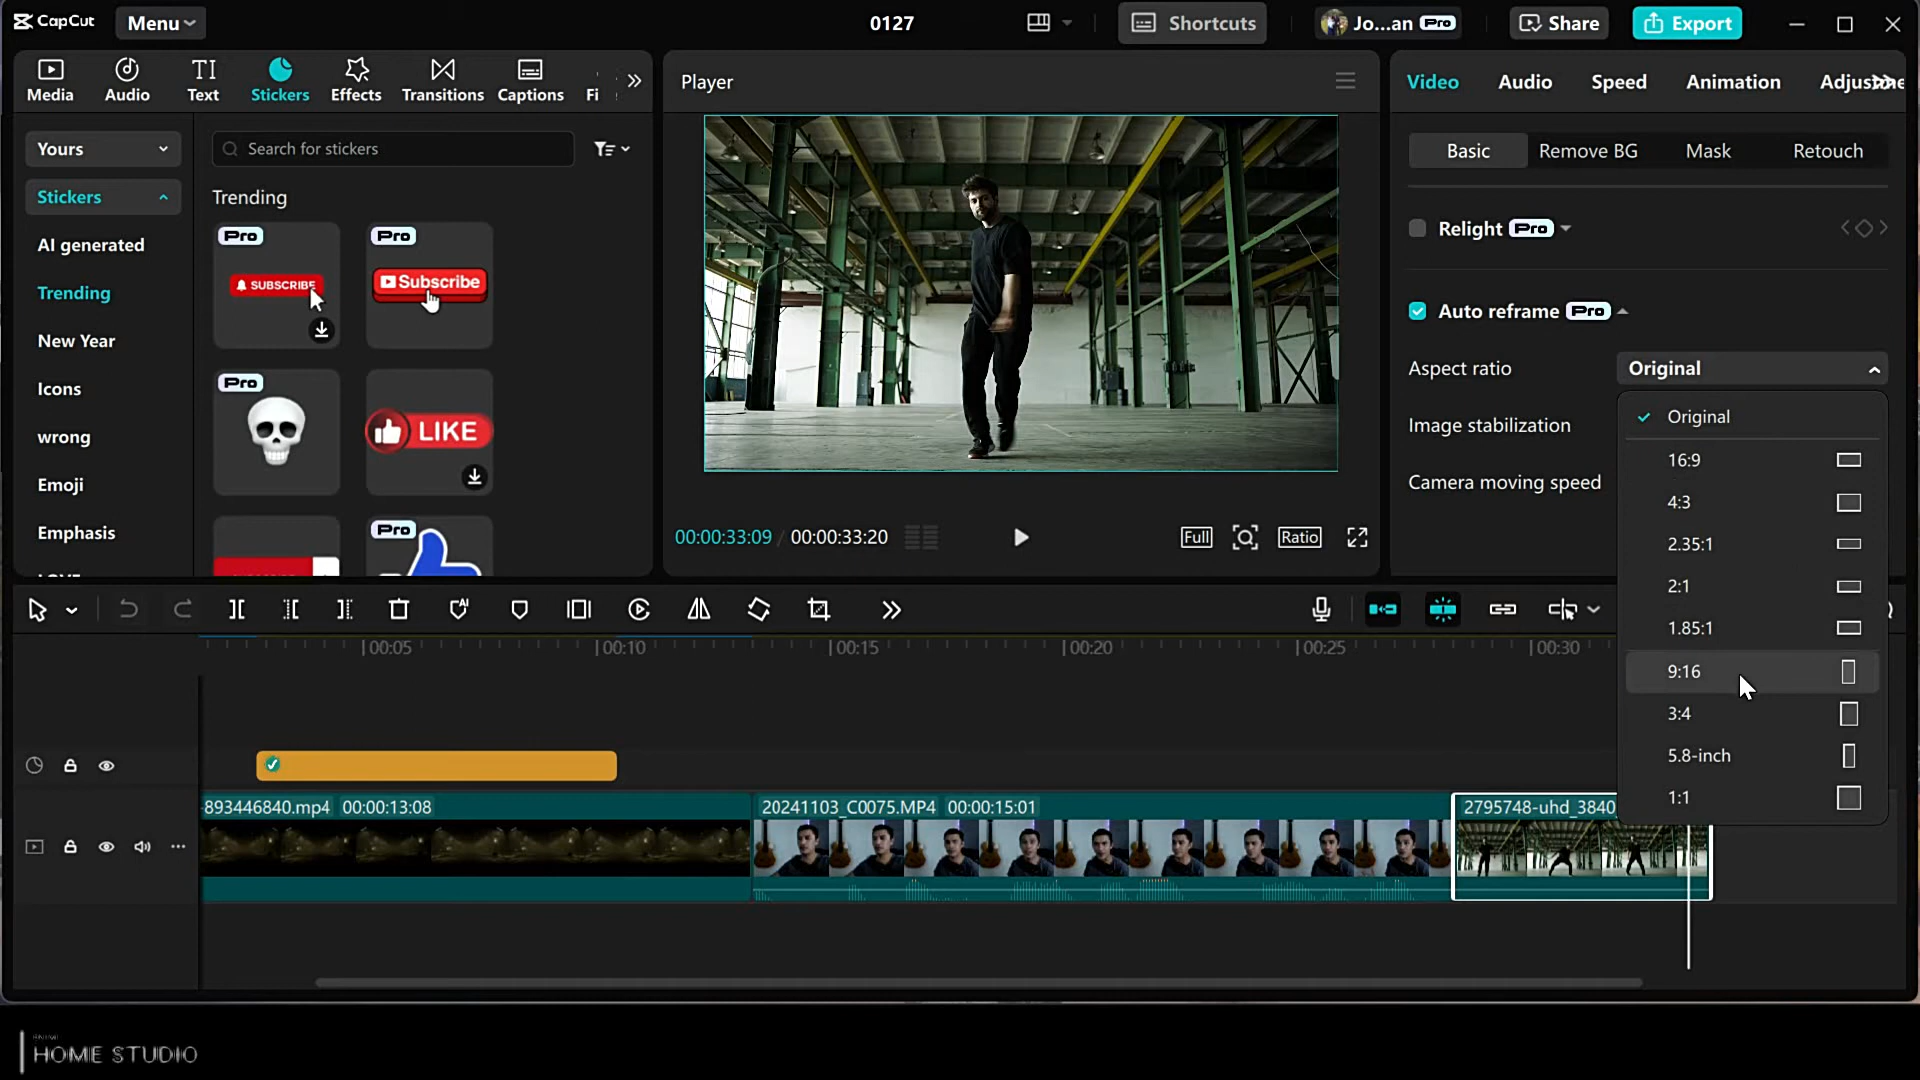 CapCut
Menu
0127
Shortcuts
Jo...an Pro
Share
Export
Media
Audio
TI
Text
Stickers
Effects
Transitions
Captions
Fi
Player
Video
Audio
Speed
Animation
Yours
Search for stickers
Basic
Remove BG
Mask
Retouch
Stickers
Trending
AI generated
Trending
New Year
Icons
wrong
Emoji
Emphasis
Pro
SUBSCRIBE
Pro
Subscribe
Pro
LIKE
Pro
Relight Pro
Auto reframe Pro
Aspect ratio
Original
Image stabilization
Camera moving speed
Original
16:9
4:3
2.35:1
2:1
1.85:1
9:16
3:4
5.8-inch
1:1
00:00:33:09 / 00:00:33:20
Full
Ratio
00:05
00:10
00:15
00:20
00:25
00:30
-893446840.mp4 00:00:13:08
20241103_C0075.MP4 00:00:15:01
2795748-uhd_3840
HOME STUDIO